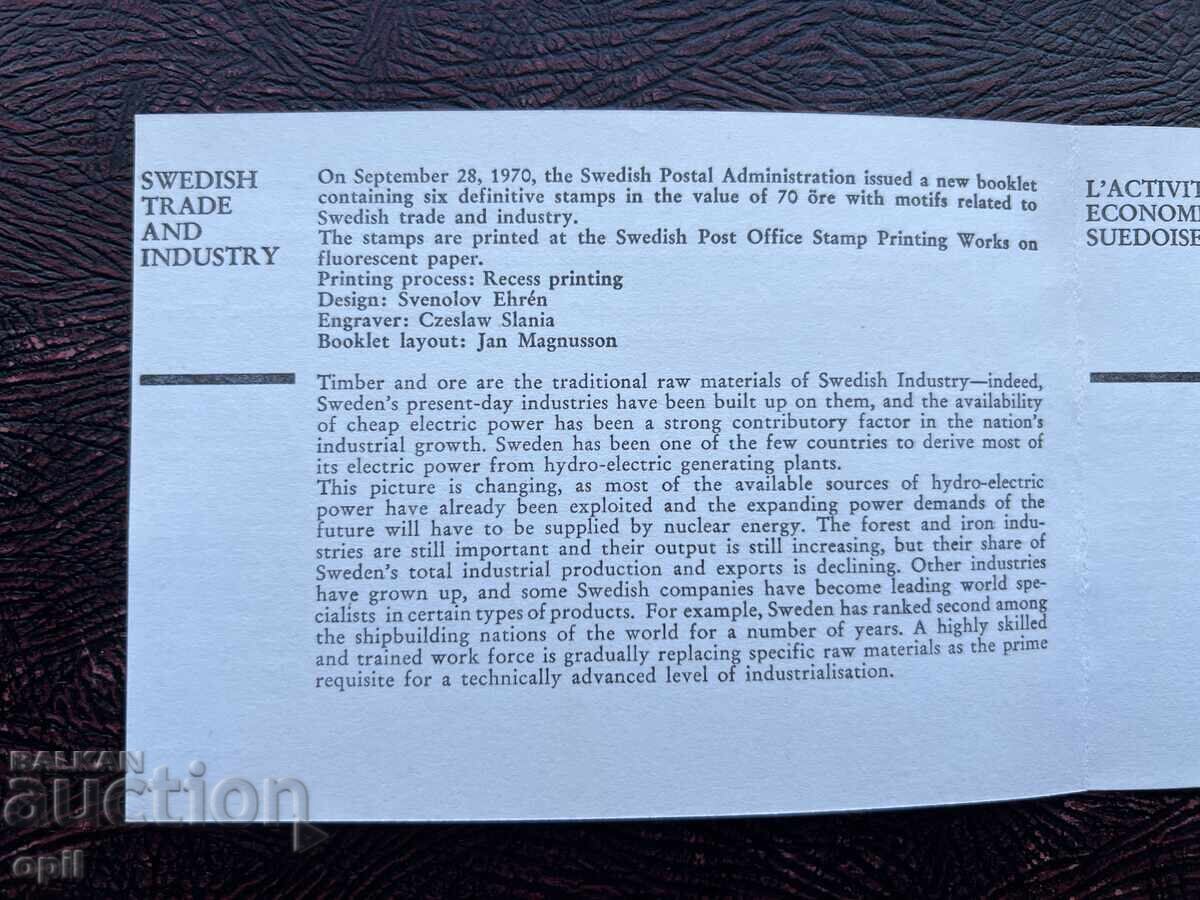 SWEDISH
TRADE
AND
INDUSTRY
On September 28, 1970, the Swedish Postal Administration issued a new booklet
containing six definitive stamps in the value of 70 öre with motifs related to
Swedish trade and industry.
The stamps are printed at the Swedish Post Office Stamp Printing Works on
fluorescent paper.
Printing process: Recess printing
Design: Svenolov Ehrén
Engraver: Czeslaw Slania
Booklet layout: Jan Magnusson
Timber and ore are the traditional raw materials of Swedish Industry—indeed,
Sweden's present-day industries have been built up on them, and the availability
of cheap electric power has been a strong contributory factor in the nation's
industrial growth. Sweden has been one of the few countries to derive most of
its electric power from hydro-electric generating plants.
This picture is changing, as most of the available sources of hydro-electric
power have already been exploited and the expanding power demands of the
future will have to be supplied by nuclear energy. The forest and iron indu-
stries are still important and their output is still increasing, but their share of
Sweden's total industrial production and exports is declining. Other industries
have grown up, and some Swedish companies have become leading world spe-
cialists in certain types of products. For example, Sweden has ranked second among
the shipbuilding nations of the world for a number of years. A highly skilled
and trained work force is gradually replacing specific raw materials as the prime
requisite for a technically advanced level of industrialisation.
L'ACTIVIT
ECONOMI
SUEDOISE
BALKAN
auction
opil